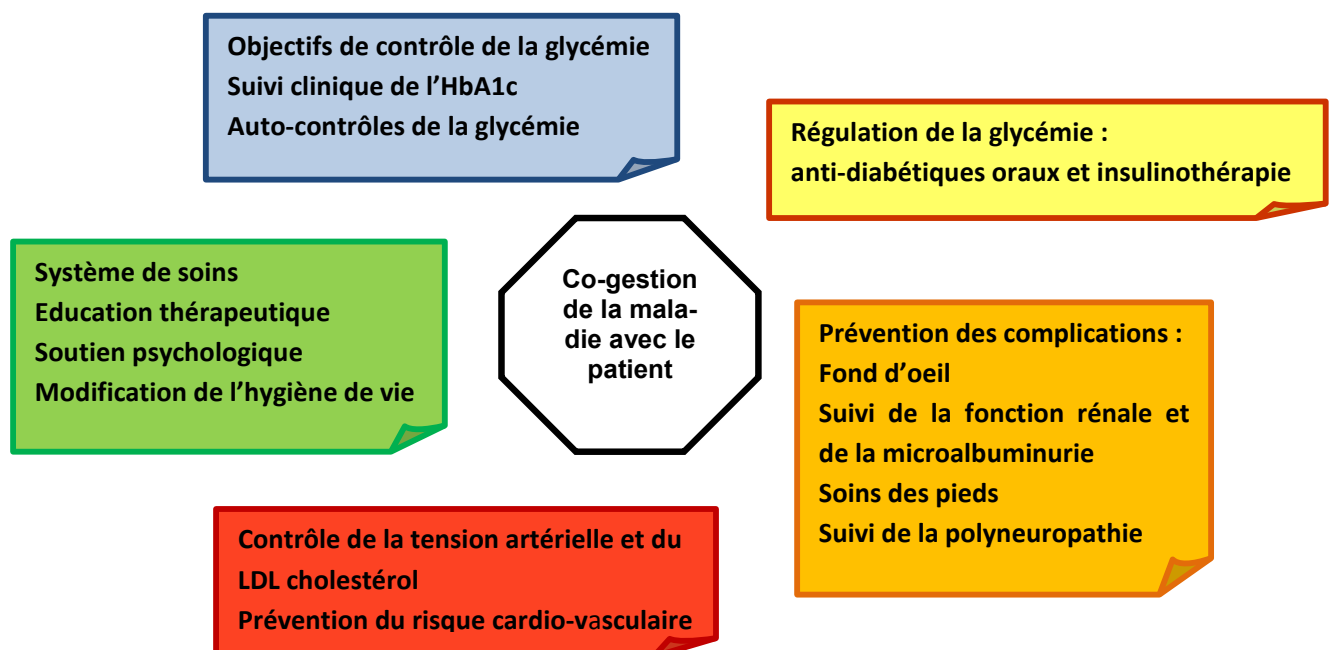 Objectifs de contrôle de la glycémie
Suivi clinique de l’HbA1c
Auto-contrôles de la glycémie
Régulation de la glycémie :
anti-diabétiques oraux et insulinothérapie
Système de soins
Education thérapeutique
Soutien psychologique
Modification de l’hygiène de vie
Co-gestion
de la mala-
die avec le
patient
Prévention des complications :
Fond d’oeil
Suivi de la fonction rénale et
de la microalbuminurie
Soins des pieds
Suivi de la polyneuropathie
Contrôle de la tension artérielle et du
LDL cholestérol
Prévention du risque cardio-vasculaire